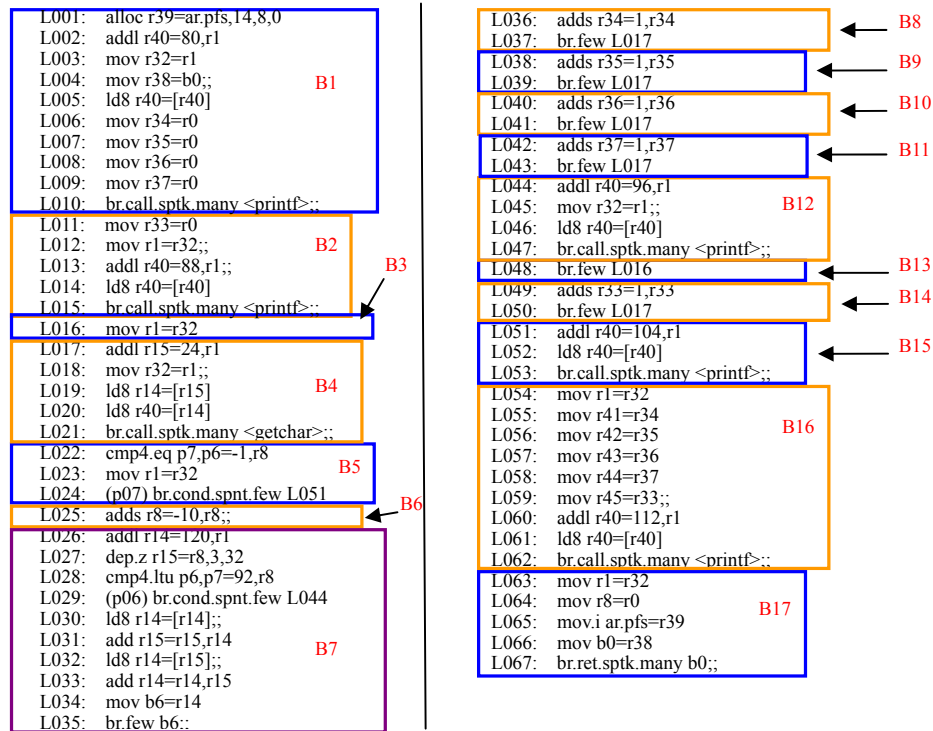 L001: alloc r39=ar.pfs,14,8,0
L002: addl r40=80,r1
L003: mov r32=r1
L004: mov r38=b0;;
B1
L005: ld8 r40=[r40]
L006: mov r34=r0
L007: mov r35=r0
L008: mov r36=r0
L009: mov r37=r0
L010: br.call.sptk.many <printf>;;
L011: mov r33=r0
L012: mov r1=r32;;
B2
L013: addl r40=88,r1;;
L014: ld8 r40=[r40]
L015: br.call.sptk.many <printf>;;
B3
L016: mov r1=r32
L017: addl r15=24,r1
L018: mov r32=r1;;
B4
L019: ld8 r14=[r15]
L020: ld8 r40=[r14]
L021: br.call.sptk.many <getchar>;;
L022: cmp4.eq p7,p6=-1,r8
B5
L023: mov r1=r32
L024: (p07) br.cond.spnt.few L051
B6
L025: adds r8=-10,r8;;
L026: addl r14=120,r1
L027: dep.z r15=r8,3,32
L028: cmp4.ltu p6,p7=92,r8
L029: (p06) br.cond.spnt.few L044
L030: ld8 r14=[r14];;
L031: add r15=r15,r14
B7
L032: ld8 r14=[r15];;
L033: add r14=r14,r15
L034: mov b6=r14
L035: br.few b6;;
L036: adds r34=1,r34
B8
L037: br.few L017
L038: adds r35=1,r35
B9
L039: br.few L017
L040: adds r36=1,r36
B10
L041: br.few L017
L042: adds r37=1,r37
B11
L043: br.few L017
L044: addl r40=96,r1
L045: mov r32=r1;;
B12
L046: ld8 r40=[r40]
L047: br.call.sptk.many <printf>;;
L048: br.few L016
B13
L049: adds r33=1,r33
B14
L050: br.few L017
L051: addl r40=104,r1
L052: ld8 r40=[r40]
B15
L053: br.call.sptk.many <printf>;;
L054: mov r1=r32
L055: mov r41=r34
L056: mov r42=r35
B16
L057: mov r43=r36
L058: mov r44=r37
L059: mov r45=r33;;
L060: addl r40=112,r1
L061: ld8 r40=[r40]
L062: br.call.sptk.many <printf>;;
L063: mov r1=r32
L064: mov r8=r0
B17
L065: mov.i ar.pfs=r39
L066: mov b0=r38
L067: br.ret.sptk.many b0;;